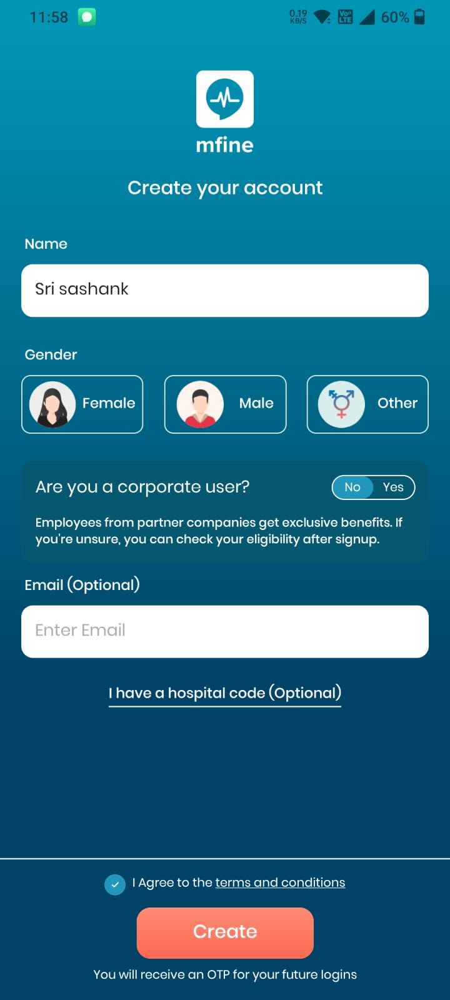 11:58
0.19 KB/S
Vo)) LTE
60%
mfine
Create your account
Name
Sri sashank
Gender
Female
Male
Other
Are you a corporate user?
No
Yes
Employees from partner companies get exclusive benefits. If
you're unsure, you can check your eligibility after signup.
Email (Optional)
Enter Email
I have a hospital code (Optional)
I Agree to the terms and conditions
Create
You will receive an OTP for your future logins